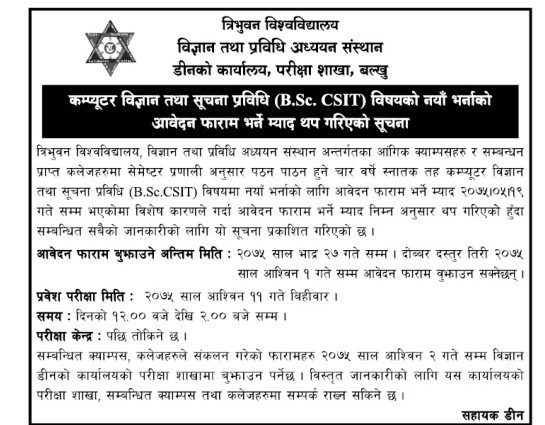 त्रिभुवन विश्वविद्यालय
विज्ञान तथा प्रविधि अध्ययन संस्थान
डीनको कार्यालय, परीक्षा शाखा, बल्खु
कम्प्यूटर विज्ञान तथा सूचना प्रविधि (B.Sc. CSIT) विषयको नयाँ भर्नाको
आवेदन फाराम भर्ने म्याद थप गरिएको सूचना
त्रिभुवन विश्वविद्यालय, विज्ञान तथा प्रविधि अध्ययन संस्थान अन्तर्गतका आंगिक क्याम्पसहरु र सम्बन्धन
प्राप्त कलेजहरुमा सेमेष्टर प्रणाली अनुसार पठन पाठन हुने चार वर्षे स्नातक तह कम्प्यूटर विज्ञान
तथा सूचना प्रविधि (B.Sc.CSIT) विषयमा नयाँ भर्नाको लागि आवेदन फाराम भर्ने म्याद २०७५।०५।१९
गते सम्म भएकोमा विशेष कारणले गर्दा आवेदन फाराम भर्ने म्याद निम्न अनुसार थप गरिएको हुँदा
सम्बन्धित सबैको जानकारीको लागि यो सूचना प्रकाशित गरिएको छ ।
आवेदन फाराम बुझाउने अन्तिम मिति : २०७५ साल भाद्र २७ गते सम्म । दोब्बर दस्तुर तिरी २०७५
साल आश्विन १ गते सम्म आवेदन फाराम बुझाउन सक्नेछन् ।
प्रवेश परीक्षा मिति : २०७५ साल आश्विन ११ गते बिहीवार ।
समय : दिनको १२.०० वजे देखि २.०० बजे सम्म ।
परीक्षा केन्द्र : पछि तोकिने छ ।
सम्बन्धित क्याम्पस, कलेजहरुले संकलन गरेको फारामहरु २०७५ साल आश्विन २ गते सम्म विज्ञान
डीनको कार्यालयको परीक्षा शाखामा बुझाउन पर्नेछ । विस्तृत जानकारीको लागि यस कार्यालयको
परीक्षा शाखा, सम्बन्धित क्याम्पस तथा कलेजहरुमा सम्पर्क राख्न सकिने छ ।
सहायक डीन